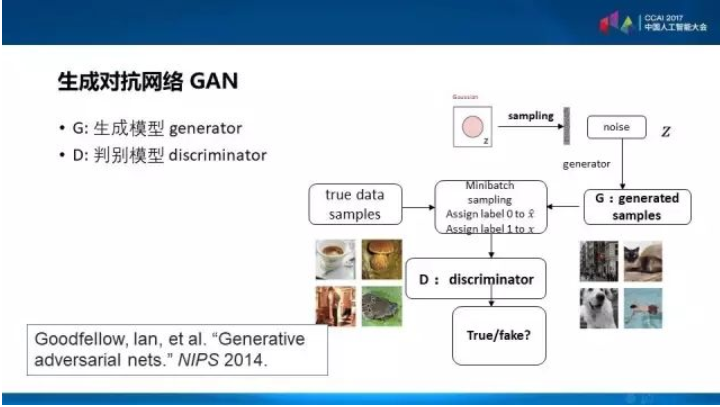 CCAI 2017
中国人工智能大会
生成对抗网络 GAN
• G: 生成模型 generator
• D: 判别模型 discriminator
Gaussian
z
sampling
noise
Z
generator
true data
samples
Minibatch
sampling
Assign label 0 to x̂
Assign label 1 to x
G：generated
samples
D： discriminator
True/fake?
Goodfellow, Ian, et al. “Generative
adversarial nets.” NIPS 2014.